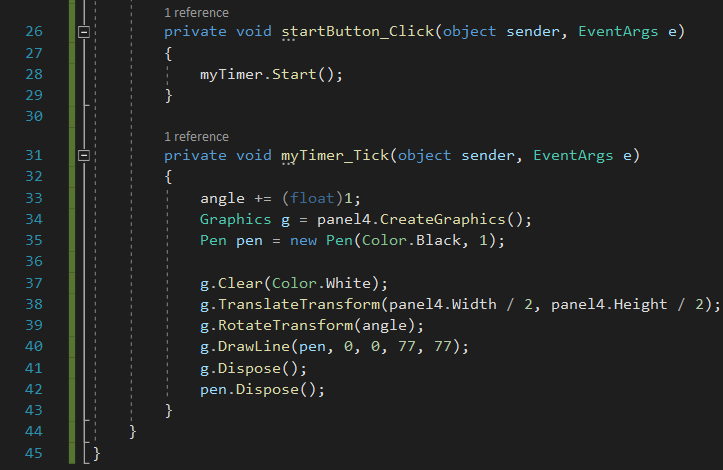 1 reference
26 private void startButton_Click(object sender, EventArgs e)
27 {
28 myTimer.Start();
29 }
30
1 reference
31 private void myTimer_Tick(object sender, EventArgs e)
32 {
33 angle += (float)1;
34 Graphics g = panel4.CreateGraphics();
35 Pen pen = new Pen(Color.Black, 1);
36
37 g.Clear(Color.White);
38 g.TranslateTransform(panel4.Width / 2, panel4.Height / 2);
39 g.RotateTransform(angle);
40 g.DrawLine(pen, 0, 0, 77, 77);
41 g.Dispose();
42 pen.Dispose();
43 }
44 }
45 }